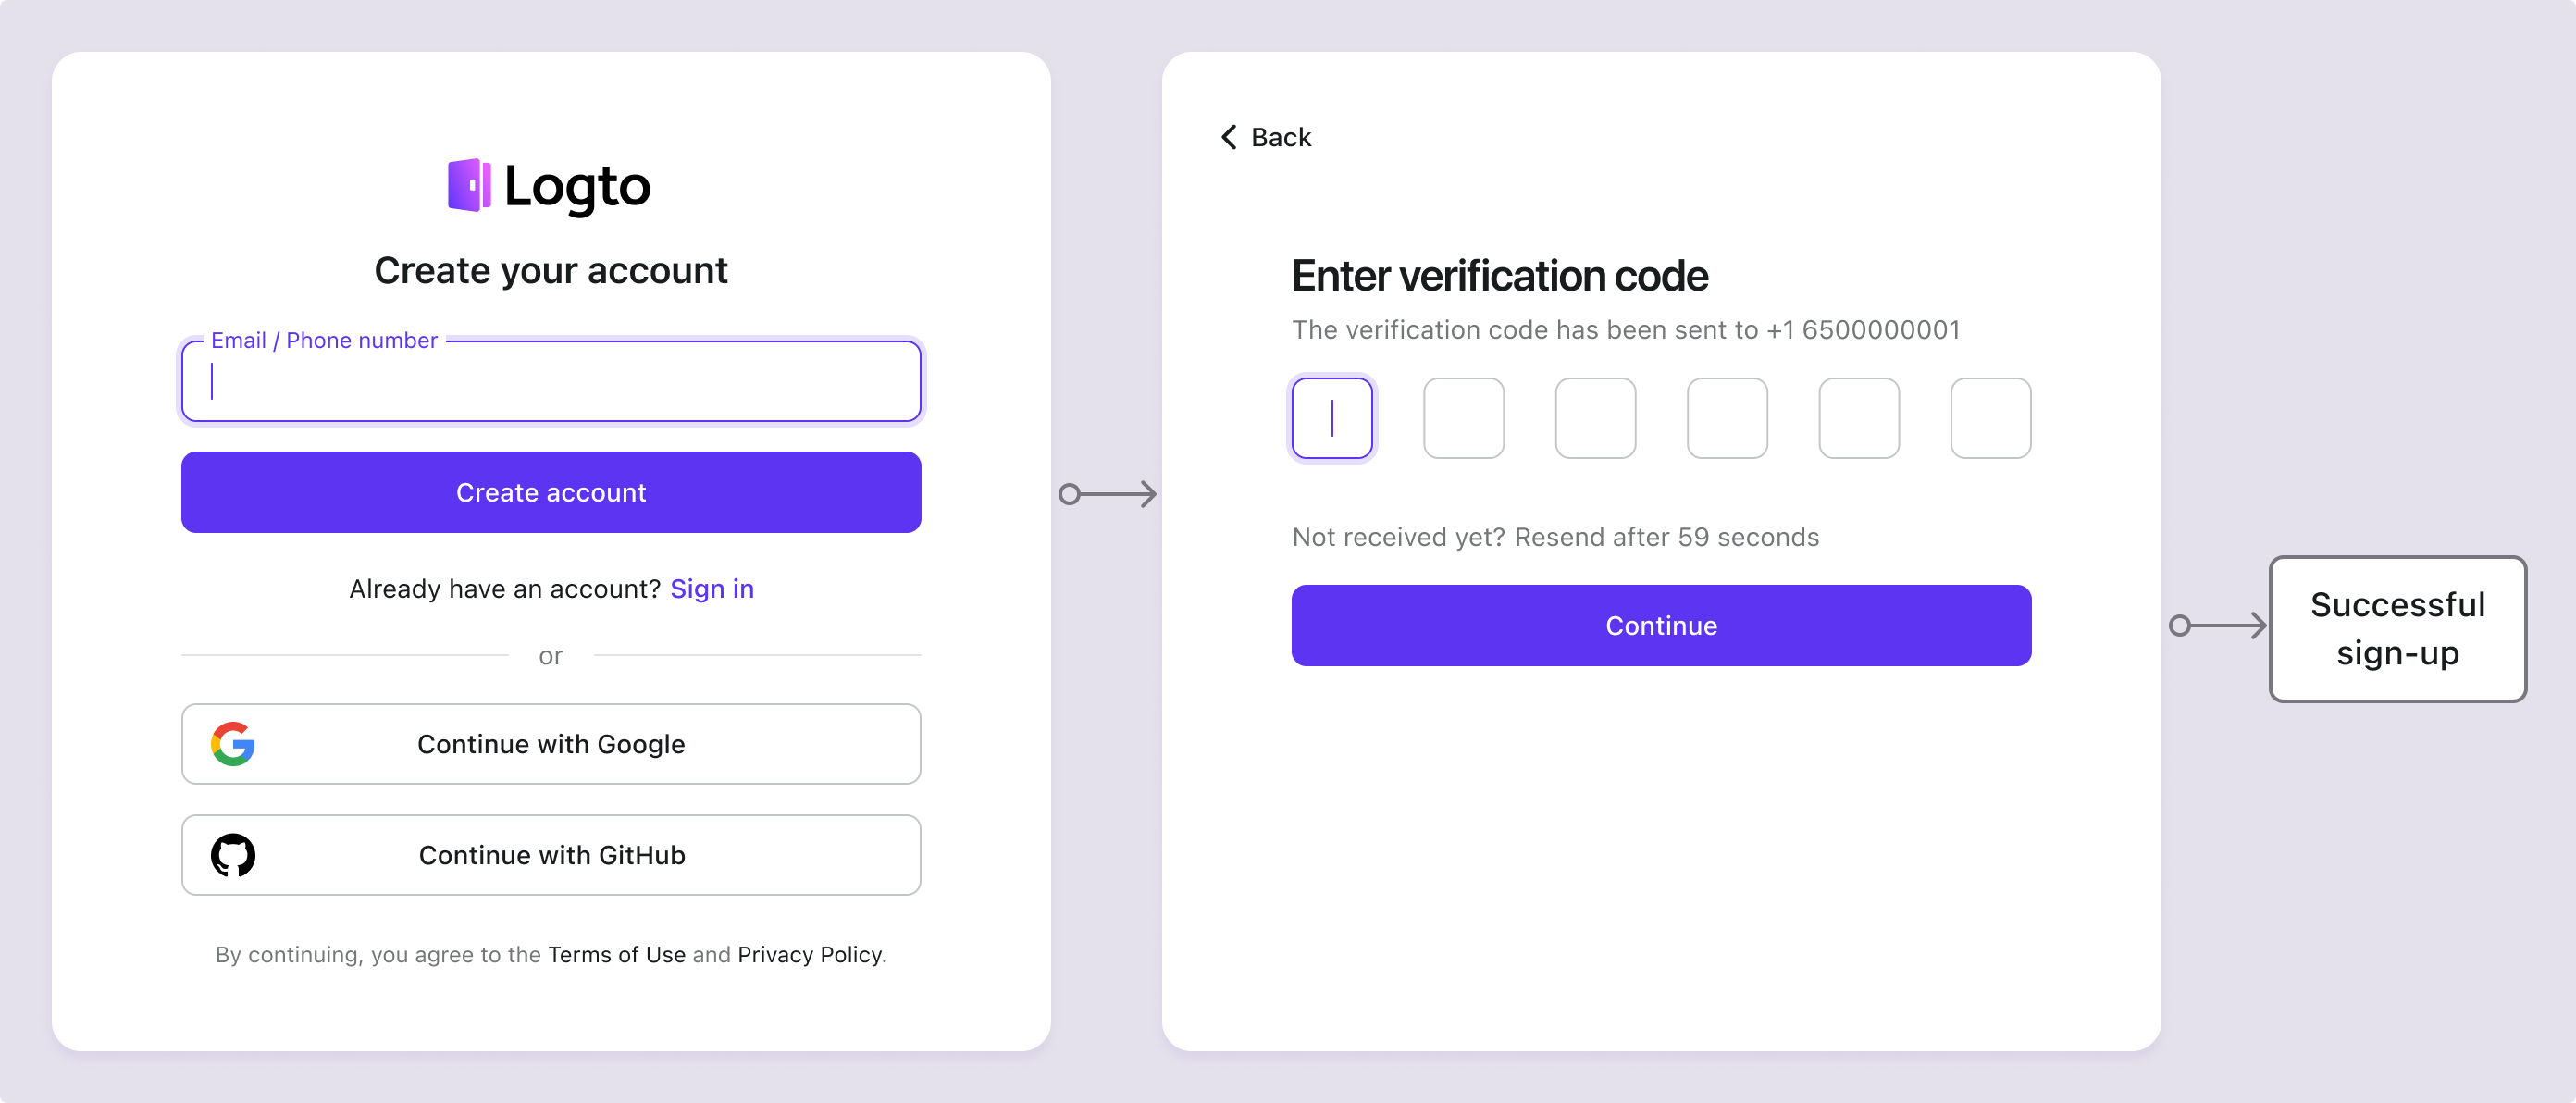 Logto
Create your account
Email / Phone number
Create account
Already have an account? Sign in
or
Continue with Google
Continue with GitHub
By continuing, you agree to the Terms of Use and Privacy Policy.
Back
Enter verification code
The verification code has been sent to +1 6500000001
Not received yet? Resend after 59 seconds
Continue
Successful
sign-up